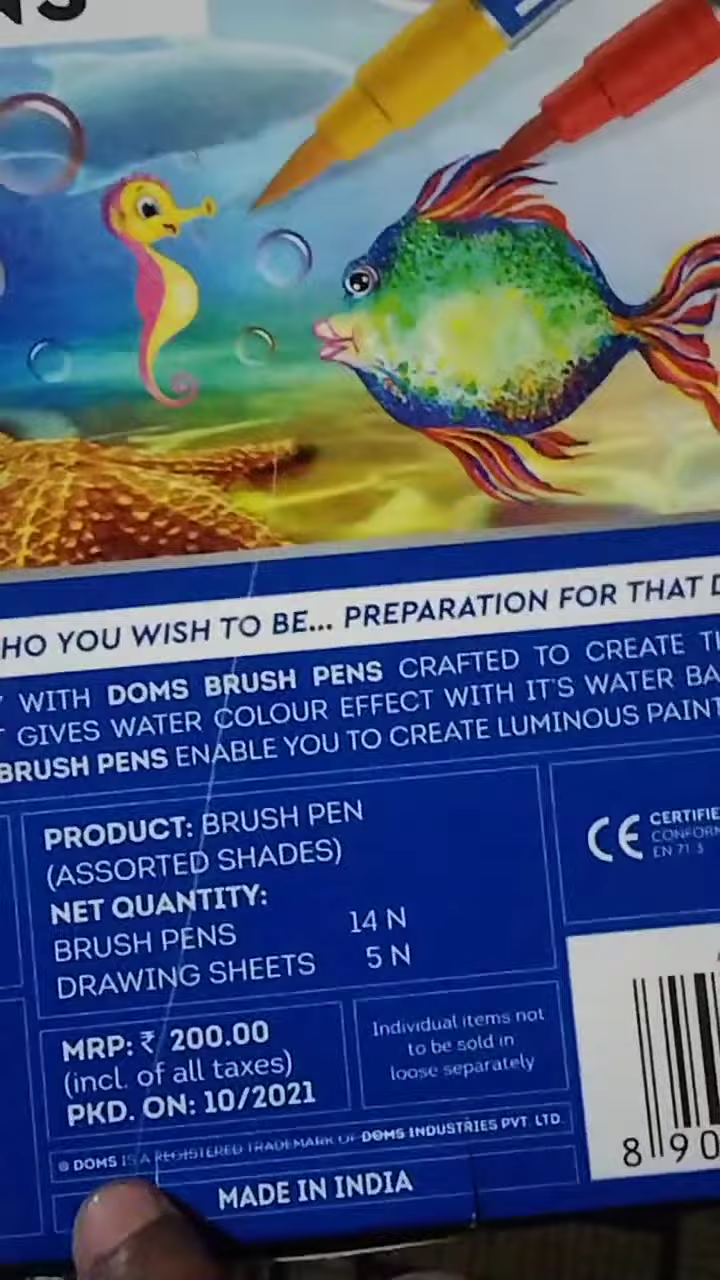 HO YOU WISH TO BE... PREPARATION FOR THAT
WITH DOMS BRUSH PENS CRAFTED TO CREATE
GIVES WATER COLOUR EFFECT WITH IT'S WATER BA
BRUSH PENS ENABLE YOU TO CREATE LUMINOUS PAINT
PRODUCT: BRUSH PEN
(ASSORTED SHADES)
NET QUANTITY:
BRUSH PENS 14 N
DRAWING SHEETS 5 N
CE CERTIFIE
CONFORM
EN 71 3
MRP: ₹ 200.00
(incl. of all taxes)
PKD. ON: 10/2021
Individual items not
to be sold in
loose separately
® DOMS IS A REGISTERED TRADEMARK OF DOMS INDUSTRIES PVT. LTD.
MADE IN INDIA
8 90